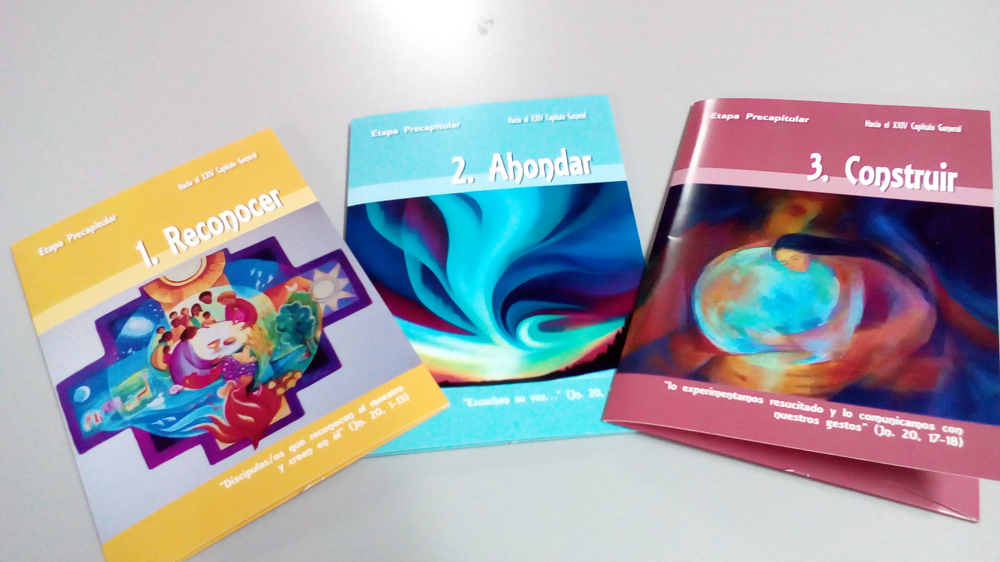 Etapa Precapitular
Hacia el XXIV Capítulo General
1. Reconocer
"Discípulas/os que reconocen al maestro
y creen en él" (Jn. 20, 1-13)
Etapa Precapitular
Hacia el XXIV Capítulo General
2. Ahondar
"Escuchan su voz..." (Jn. 20,
Etapa Precapitular
Hacia el XXIV Capítulo General
3. Construir
"lo experimentamos resucitado y lo comunicamos con
nuestros gestos" (Jn. 20, 17-18)